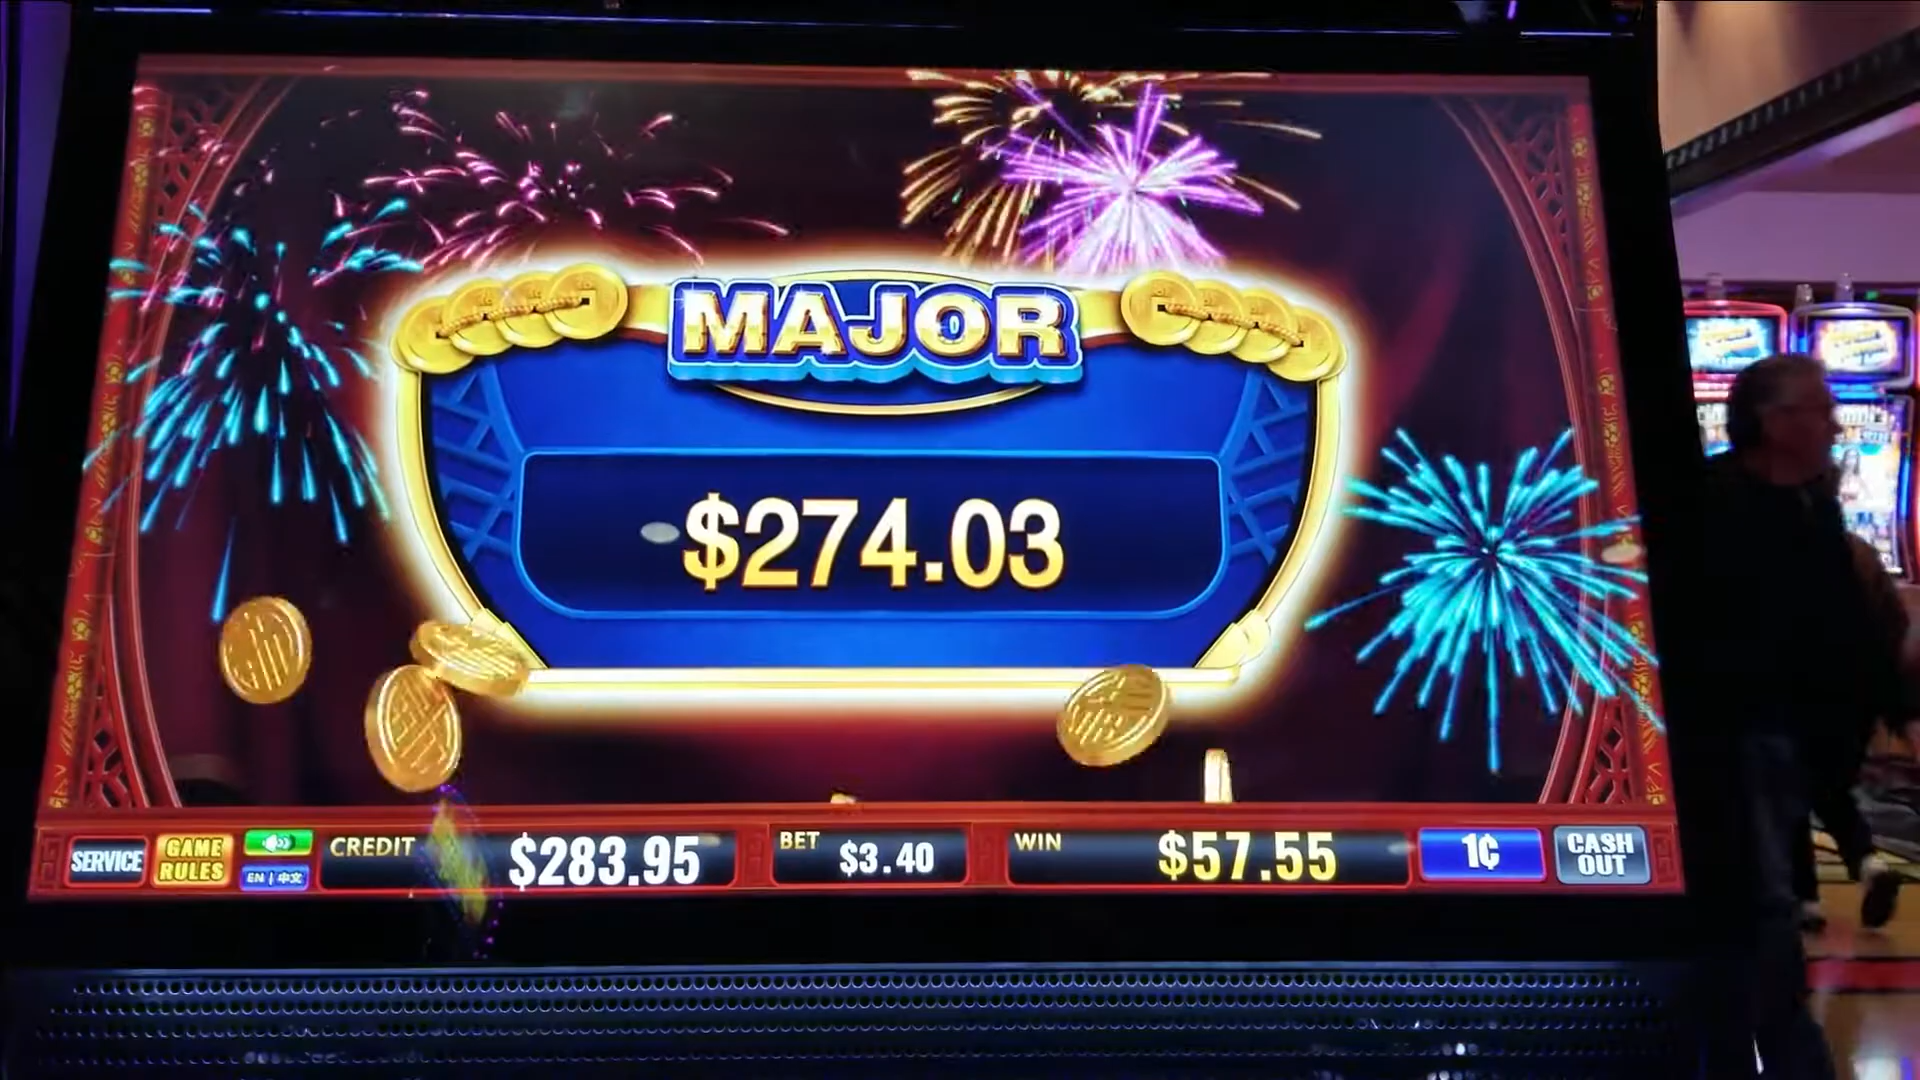 MAJOR
$274.03
SERVICE
GAME RULES
EN | 中文
CREDIT $283.95
BET $3.40
WIN $57.55
1¢
CASH OUT